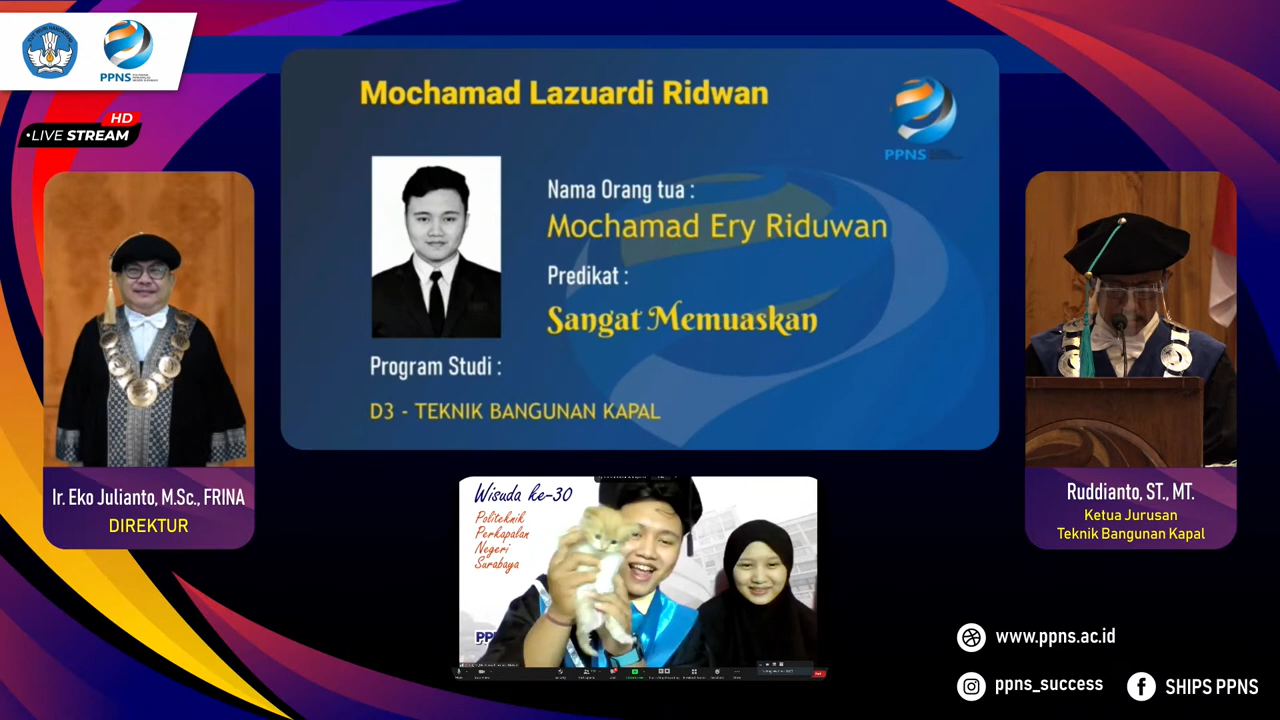 PPNS
HD
•LIVE STREAM
Mochamad Lazuardi Ridwan
PPNS
Nama Orang tua :
Mochamad Ery Riduwan
Predikat :
Sangat Memuaskan
Program Studi :
D3 - TEKNIK BANGUNAN KAPAL
Ir. Eko Julianto, M.Sc., FRINA
DIREKTUR
Ruddianto, ST., MT.
Ketua Jurusan
Teknik Bangunan Kapal
Wisuda ke-30
Politeknik
Perkapalan
Negeri
Surabaya
www.ppns.ac.id
ppns_success
SHIPS PPNS